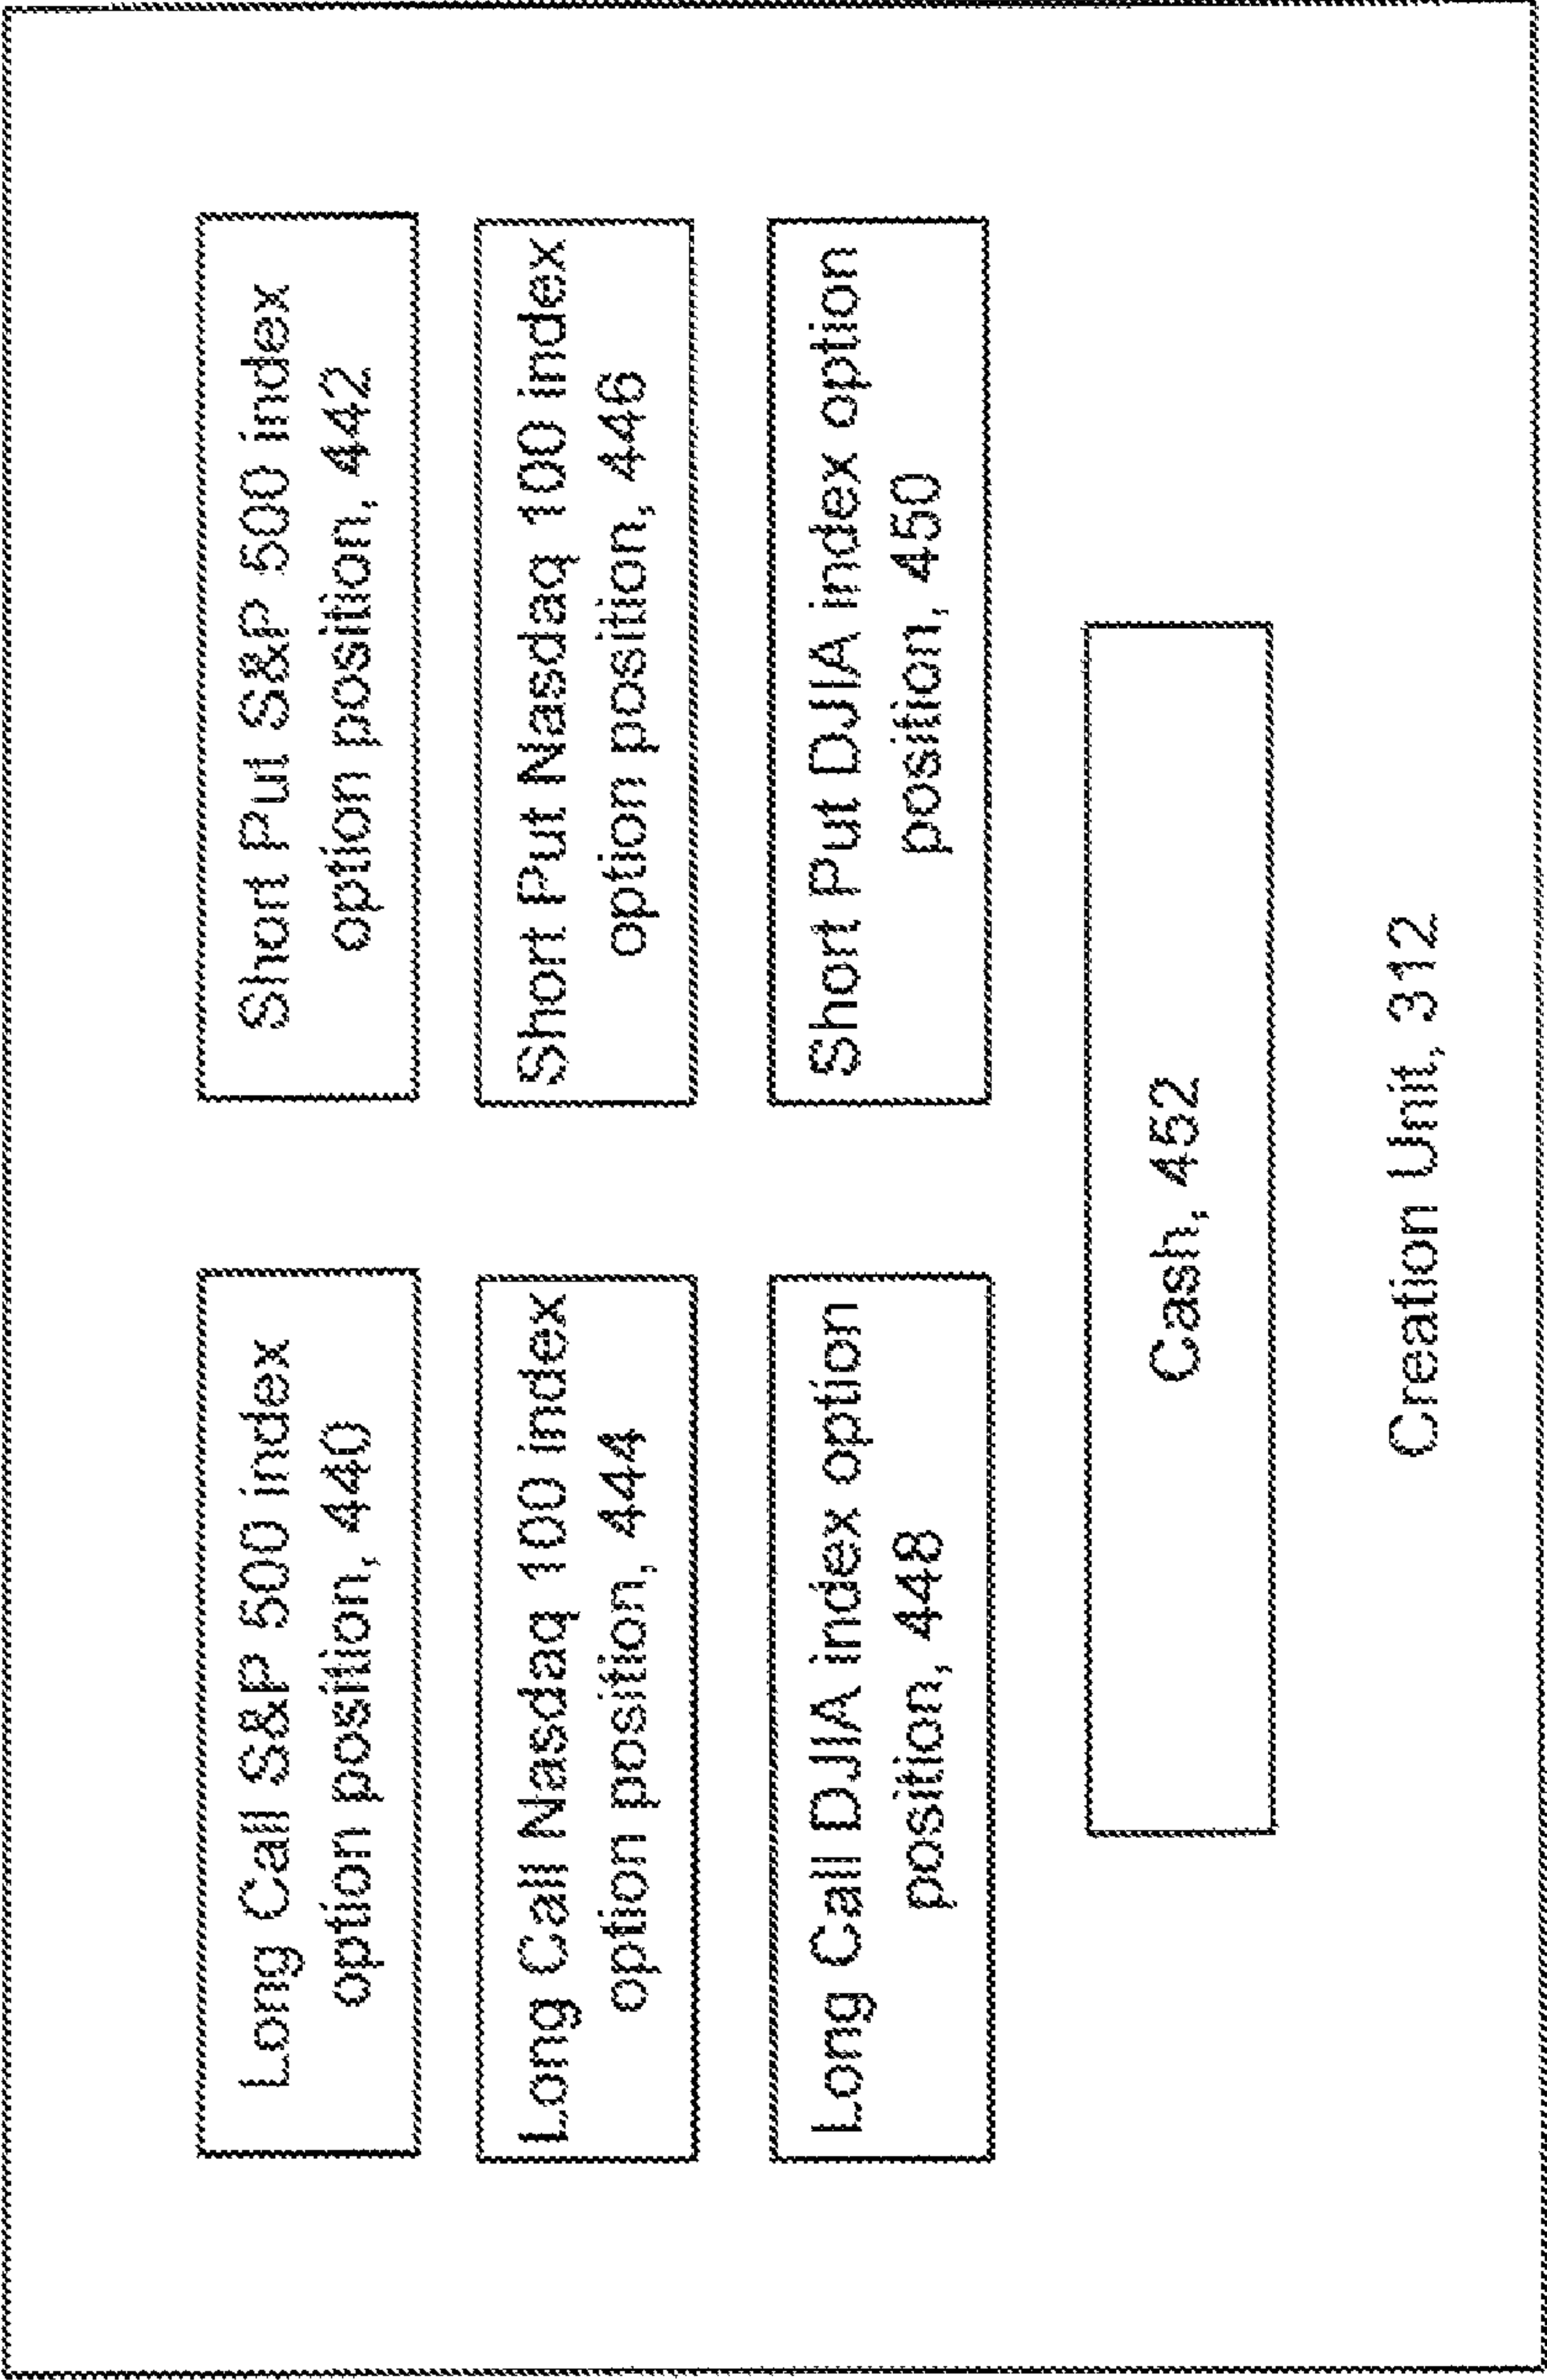 Long Call S&P 500 index
option position, 440
Short Put S&P 500 index
option position, 442
Long Call Nasdaq 100 index
option position, 444
Short Put Nasdaq 100 index
option position, 446
Long Call DJIA index option
position, 448
Short Put DJIA index option
position, 450
Cash, 452
Creation Unit, 312